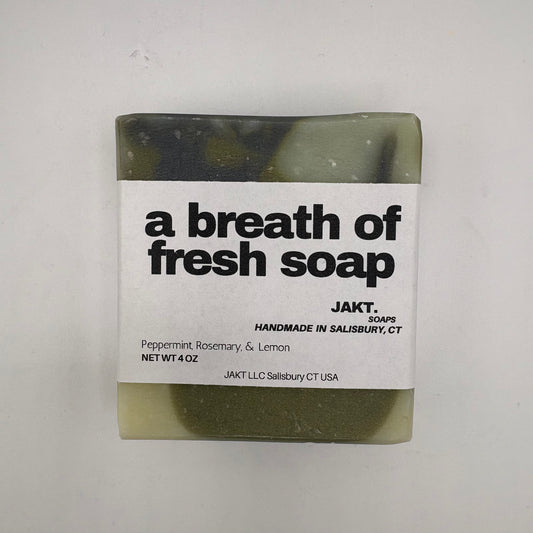 a breath of
fresh soap
JAKT.
SOAPS
HANDMADE IN SALISBURY, CT
Peppermint, Rosemary, & Lemon
NET WT 4 OZ
JAKT LLC Salisbury CT USA